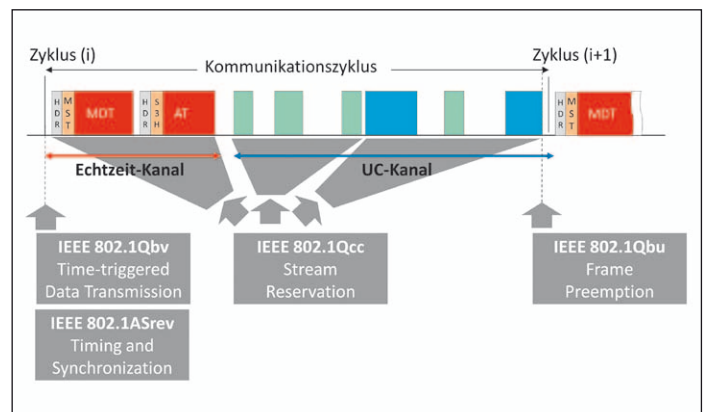 Zyklus (i)
Kommunikationszyklus
Zyklus (i+1)
HDR
MST
MDT
HDR
S3H
AT
HDR
MST
MDT
Echtzeit-Kanal
UC-Kanal
IEEE 802.1Qbv
Time-triggered
Data Transmission
IEEE 802.1ASrev
Timing and
Synchronization
IEEE 802.1Qcc
Stream
Reservation
IEEE 802.1Qbu
Frame
Preemption